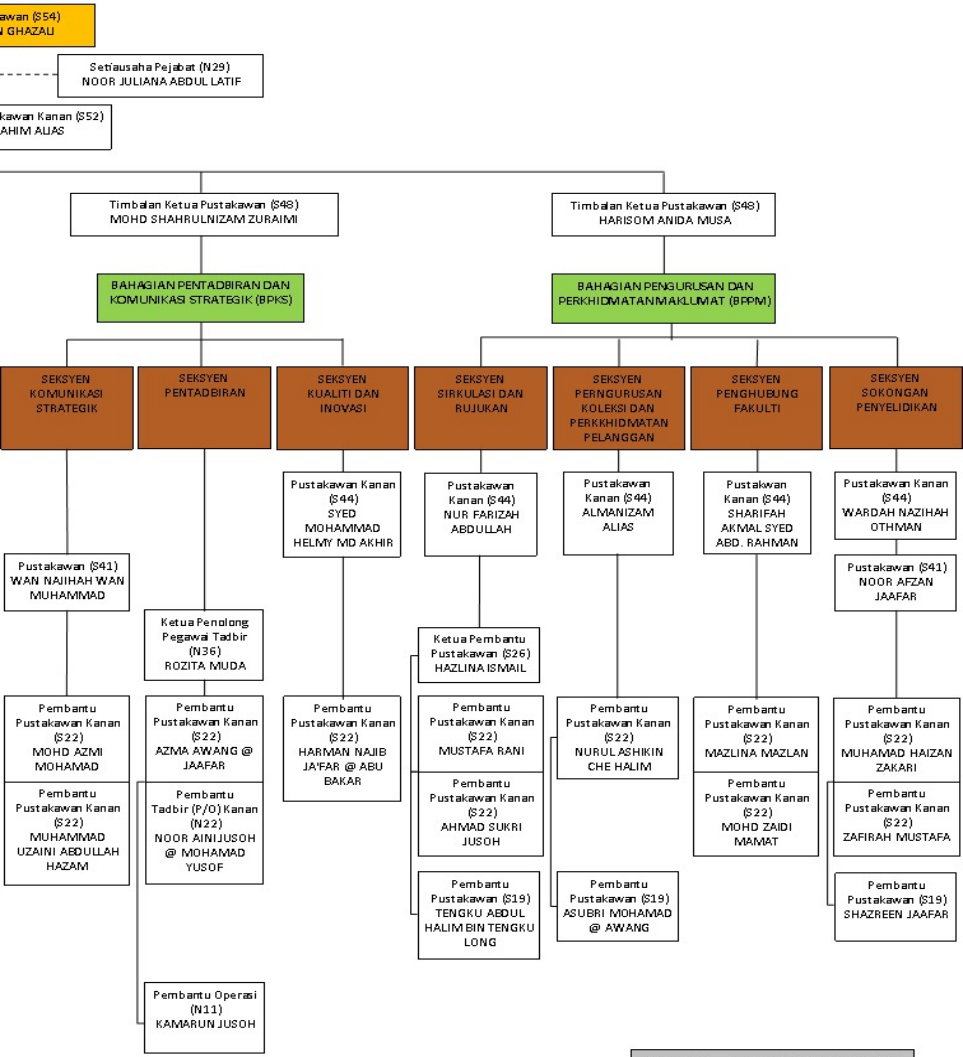 awan (S54)
N GHAZALI
Setiausaha Pejabat (N29)
NOOR JULIANA ABDUL LATIF
kawan Kanan (S52)
AHIM ALIAS
Timbalan Ketua Pustakawan (S48)
MOHD SHAHRULNIZAM ZURAIMI
Timbalan Ketua Pustakawan (S48)
HARISOM ANIDA MUSA
BAHAGIAN PENTADBIRAN DAN
KOMUNIKASI STRATEGIK (BPKS)
BAHAGIAN PENGURUSAN DAN
PERKHIDMATAN MAKLUMAT (BPPM)
SEKSYEN
KOMUNIKASI
STRATEGIK
SEKSYEN
PENTADBIRAN
SEKSYEN
KUALITI DAN
INOVASI
SEKSYEN
SIRKULASI DAN
RUJUKAN
SEKSYEN
PERNGURUSAN
KOLEKSI DAN
PERKKHIDMATAN
PELANGGAN
SEKSYEN
PENGHUBUNG
FAKULTI
SEKSYEN
SOKONGAN
PENYELIDIKAN
Pustakawan Kanan
(S44)
SYED
MOHAMMAD
HELMY MD AKHIR
Pustakawan
Kanan (S44)
NUR FARIZAH
ABDULLAH
Pustakawan
Kanan (S44)
ALMANIZAM
ALIAS
Pustakwan
Kanan (S44)
SHARIFAH
AKMAL SYED
ABD. RAHMAN
Pustakawan Kanan
(S44)
WARDAH NAZIHAH
OTHMAN
Pustakawan (S41)
WAN NAJIHAH WAN
MUHAMMAD
Pustakawan (S41)
NOOR AFZAN
JAAFAR
Ketua Penolong
Pegawai Tadbir
(N36)
ROZITA MUDA
Ketua Pembantu
Pustakawan (S26)
HAZLINA ISMAIL
Pembantu
Pustakawan Kanan
(S22)
MOHD AZMI
MOHAMAD
Pembantu
Pustakawan Kanan
(S22)
AZMA AWANG @
JAAFAR
Pembantu
Pustakawan Kanan
(S22)
HARMAN NAJIB
JA'FAR @ ABU
BAKAR
Pembantu
Pustakawan Kanan
(S22)
MUSTAFA RANI
Pembantu
Pustakawan Kanan
(S22)
NURUL ASHIKIN
CHE HALIM
Pembantu
Pustakawan Kanan
(S22)
MAZLINA MAZLAN
Pembantu
Pustakawan Kanan
(S22)
MUHAMAD HAIZAN
ZAKARI
Pembantu
Pustakawan Kanan
(S22)
MUHAMMAD
UZAINI ABDULLAH
HAZAM
Pembantu
Tadbir (P/O) Kanan
(N22)
NOOR AINI JUSOH
@ MOHAMAD
YUSOF
Pembantu
Pustakawan Kanan
(S22)
AHMAD SUKRI
JUSOH
Pembantu
Pustakawan Kanan
(S22)
MOHD ZAIDI
MAMAT
Pembantu
Pustakawan Kanan
(S22)
ZAFIRAH MUSTAFA
Pembantu
Pustakawan (S19)
TENGKU ABDUL
HALIM BIN TENGKU
LONG
Pembantu
Pustakawan (S19)
ASUBRI MOHAMAD
@ AWANG
Pembantu
Pustakawan (S19)
SHAZREEN JAAFAR
Pembantu Operasi
(N11)
KAMARUN JUSOH